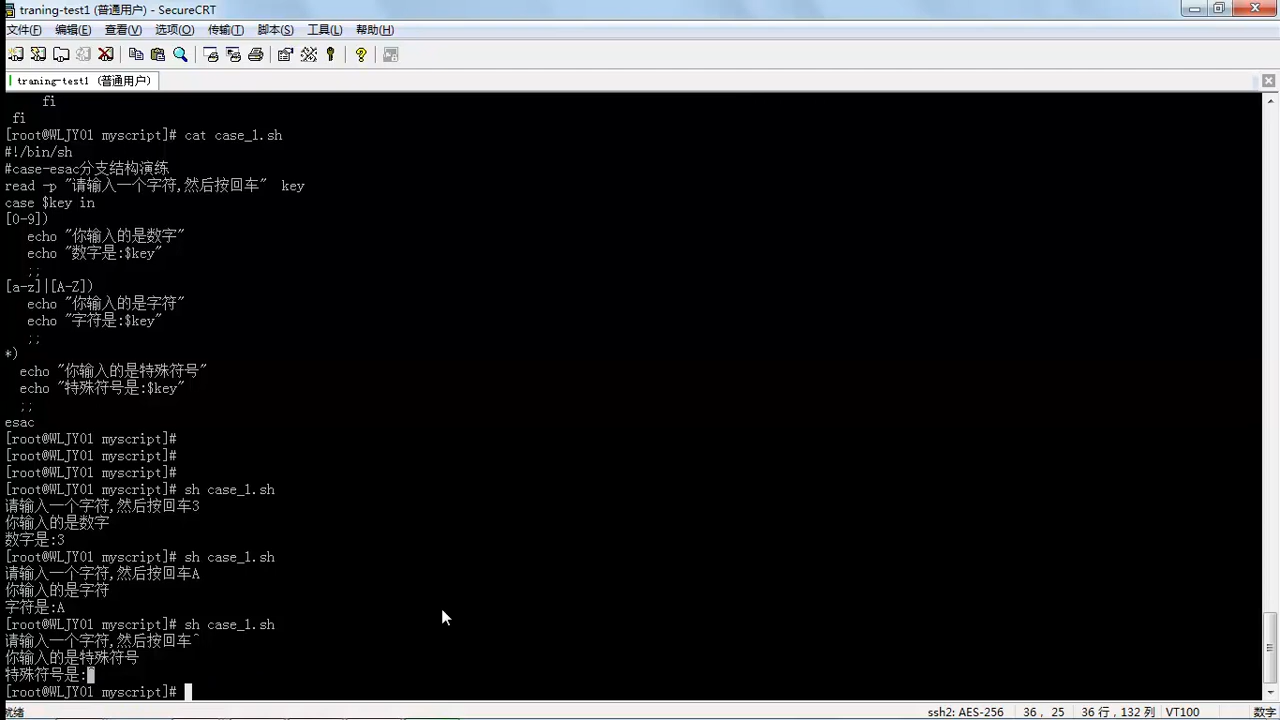 traning-test1 (普通用户) - SecureCRT
文件(F) 编辑(E) 查看(V) 选项(O) 传输(T) 脚本(S) 工具(L) 帮助(H)
traning-test1 (普通用户)
fi
fi
[root@WLJY01 myscript]# cat case_1.sh
#!/bin/sh
#case-esac分支结构演练
read -p "请输入一个字符,然后按回车" key
case $key in
[0-9])
echo "你输入的是数字"
echo "数字是:$key"
;;
[a-z]|[A-Z])
echo "你输入的是字符"
echo "字符是:$key"
;;
*)
echo "你输入的是特殊符号"
echo "特殊符号是:$key"
;;
esac
[root@WLJY01 myscript]#
[root@WLJY01 myscript]#
[root@WLJY01 myscript]#
[root@WLJY01 myscript]# sh case_1.sh
请输入一个字符,然后按回车3
你输入的是数字
数字是:3
[root@WLJY01 myscript]# sh case_1.sh
请输入一个字符,然后按回车A
你输入的是字符
字符是:A
[root@WLJY01 myscript]# sh case_1.sh
请输入一个字符,然后按回车^
你输入的是特殊符号
特殊符号是:^
[root@WLJY01 myscript]#
就绪 ssh2: AES-256 36, 25 36 行, 132 列 VT100 数字